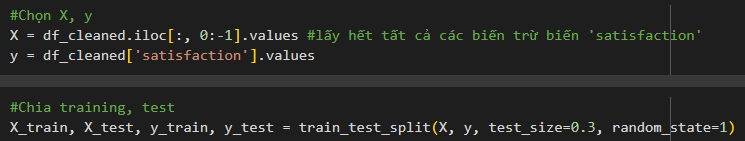 #Chọn X, y
X = df_cleaned.iloc[:, 0:-1].values #lấy hết tất cả các biến trừ biến 'satisfaction'
y = df_cleaned['satisfaction'].values
#Chia training, test
X_train, X_test, y_train, y_test = train_test_split(X, y, test_size=0.3, random_state=1)